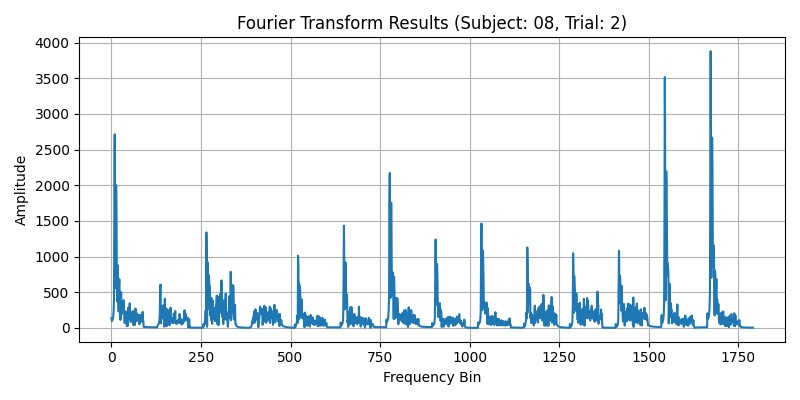 Fourier Transform Results (Subject: 08, Trial: 2)
4000
3500
3000
2500
2000
1500
1000
500
0
Amplitude
0 250 500 750 1000 1250 1500 1750
Frequency Bin